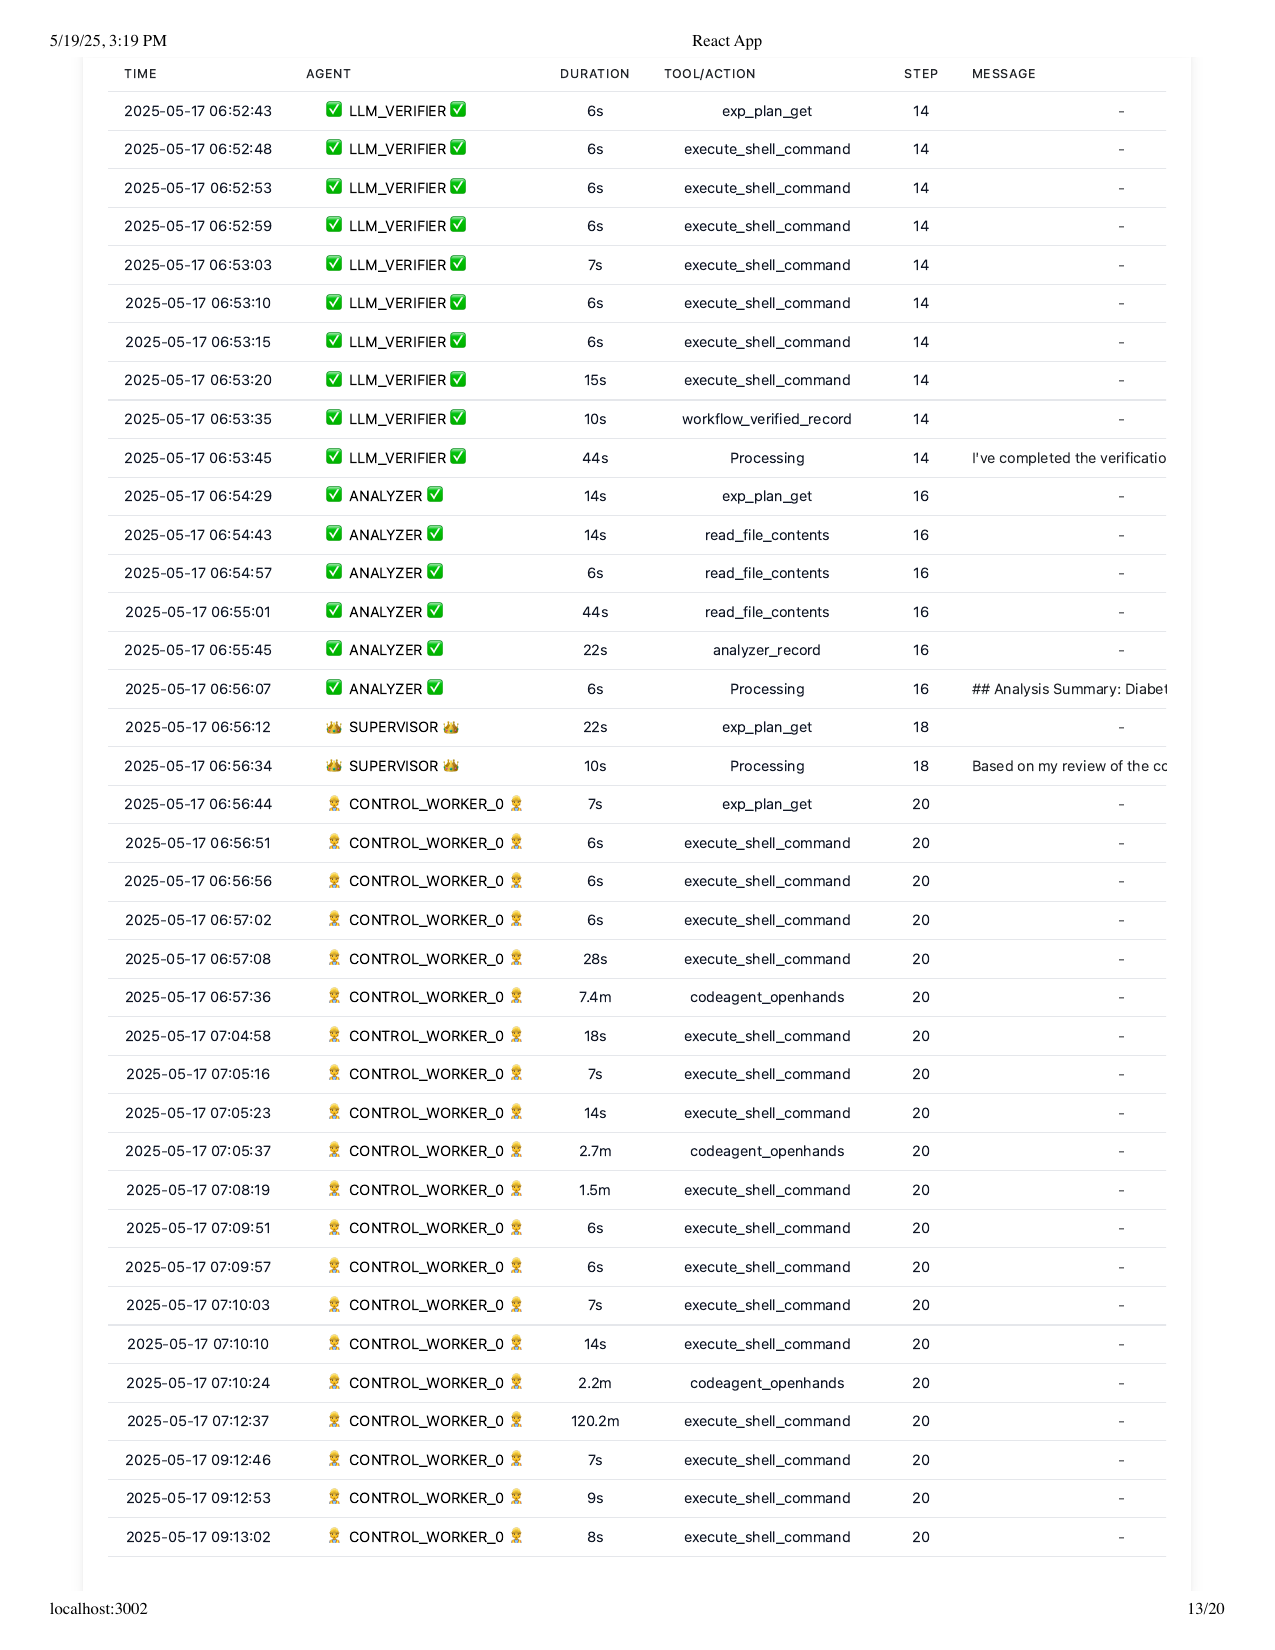 5/19/25, 3:19 PM React App
TIME AGENT DURATION TOOL/ACTION STEP MESSAGE
2025-05-17 06:52:43 ✅ LLM_VERIFIER ✅ 6s exp_plan_get 14 -
2025-05-17 06:52:48 ✅ LLM_VERIFIER ✅ 6s execute_shell_command 14 -
2025-05-17 06:52:53 ✅ LLM_VERIFIER ✅ 6s execute_shell_command 14 -
2025-05-17 06:52:59 ✅ LLM_VERIFIER ✅ 6s execute_shell_command 14 -
2025-05-17 06:53:03 ✅ LLM_VERIFIER ✅ 7s execute_shell_command 14 -
2025-05-17 06:53:10 ✅ LLM_VERIFIER ✅ 6s execute_shell_command 14 -
2025-05-17 06:53:15 ✅ LLM_VERIFIER ✅ 6s execute_shell_command 14 -
2025-05-17 06:53:20 ✅ LLM_VERIFIER ✅ 15s execute_shell_command 14 -
2025-05-17 06:53:35 ✅ LLM_VERIFIER ✅ 10s workflow_verified_record 14 -
2025-05-17 06:53:45 ✅ LLM_VERIFIER ✅ 44s Processing 14 I've completed the verificatio
2025-05-17 06:54:29 ✅ ANALYZER ✅ 14s exp_plan_get 16 -
2025-05-17 06:54:43 ✅ ANALYZER ✅ 14s read_file_contents 16 -
2025-05-17 06:54:57 ✅ ANALYZER ✅ 6s read_file_contents 16 -
2025-05-17 06:55:01 ✅ ANALYZER ✅ 44s read_file_contents 16 -
2025-05-17 06:55:45 ✅ ANALYZER ✅ 22s analyzer_record 16 -
2025-05-17 06:56:07 ✅ ANALYZER ✅ 6s Processing 16 ## Analysis Summary: Diabet
2025-05-17 06:56:12 👑 SUPERVISOR 👑 22s exp_plan_get 18 -
2025-05-17 06:56:34 👑 SUPERVISOR 👑 10s Processing 18 Based on my review of the co
2025-05-17 06:56:44 👷 CONTROL_WORKER_0 👷 7s exp_plan_get 20 -
2025-05-17 06:56:51 👷 CONTROL_WORKER_0 👷 6s execute_shell_command 20 -
2025-05-17 06:56:56 👷 CONTROL_WORKER_0 👷 6s execute_shell_command 20 -
2025-05-17 06:57:02 👷 CONTROL_WORKER_0 👷 6s execute_shell_command 20 -
2025-05-17 06:57:08 👷 CONTROL_WORKER_0 👷 28s execute_shell_command 20 -
2025-05-17 06:57:36 👷 CONTROL_WORKER_0 👷 7.4m codeagent_openhands 20 -
2025-05-17 07:04:58 👷 CONTROL_WORKER_0 👷 18s execute_shell_command 20 -
2025-05-17 07:05:16 👷 CONTROL_WORKER_0 👷 7s execute_shell_command 20 -
2025-05-17 07:05:23 👷 CONTROL_WORKER_0 👷 14s execute_shell_command 20 -
2025-05-17 07:05:37 👷 CONTROL_WORKER_0 👷 2.7m codeagent_openhands 20 -
2025-05-17 07:08:19 👷 CONTROL_WORKER_0 👷 1.5m execute_shell_command 20 -
2025-05-17 07:09:51 👷 CONTROL_WORKER_0 👷 6s execute_shell_command 20 -
2025-05-17 07:09:57 👷 CONTROL_WORKER_0 👷 6s execute_shell_command 20 -
2025-05-17 07:10:03 👷 CONTROL_WORKER_0 👷 7s execute_shell_command 20 -
2025-05-17 07:10:10 👷 CONTROL_WORKER_0 👷 14s execute_shell_command 20 -
2025-05-17 07:10:24 👷 CONTROL_WORKER_0 👷 2.2m codeagent_openhands 20 -
2025-05-17 07:12:37 👷 CONTROL_WORKER_0 👷 120.2m execute_shell_command 20 -
2025-05-17 09:12:46 👷 CONTROL_WORKER_0 👷 7s execute_shell_command 20 -
2025-05-17 09:12:53 👷 CONTROL_WORKER_0 👷 9s execute_shell_command 20 -
2025-05-17 09:13:02 👷 CONTROL_WORKER_0 👷 8s execute_shell_command 20 -
localhost:3002 13/20